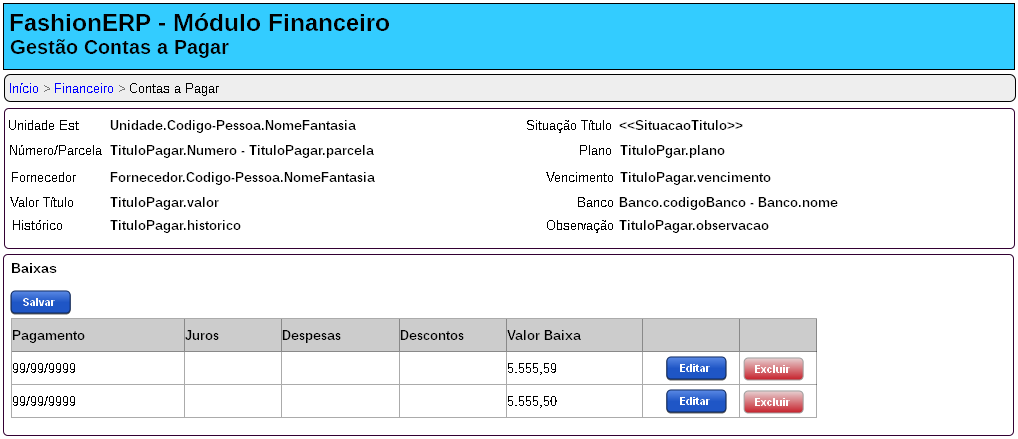 FashionERP - Módulo Financeiro
Gestão Contas a Pagar
Início > Financeiro > Contas a Pagar
Unidade Est Unidade.Codigo-Pessoa.NomeFantasia Situação Título <<SituacaoTitulo>>
Número/Parcela TituloPagar.Numero - TituloPagar.parcela Plano TituloPgar.plano
Fornecedor Fornecedor.Codigo-Pessoa.NomeFantasia Vencimento TituloPagar.vencimento
Valor Título TituloPagar.valor Banco Banco.codigoBanco - Banco.nome
Histórico TituloPagar.historico Observação TituloPagar.observacao
Baixas
Salvar
Pagamento Juros Despesas Descontos Valor Baixa
99/99/9999 5.555,59 Editar Excluir
99/99/9999 5.555,50 Editar Excluir